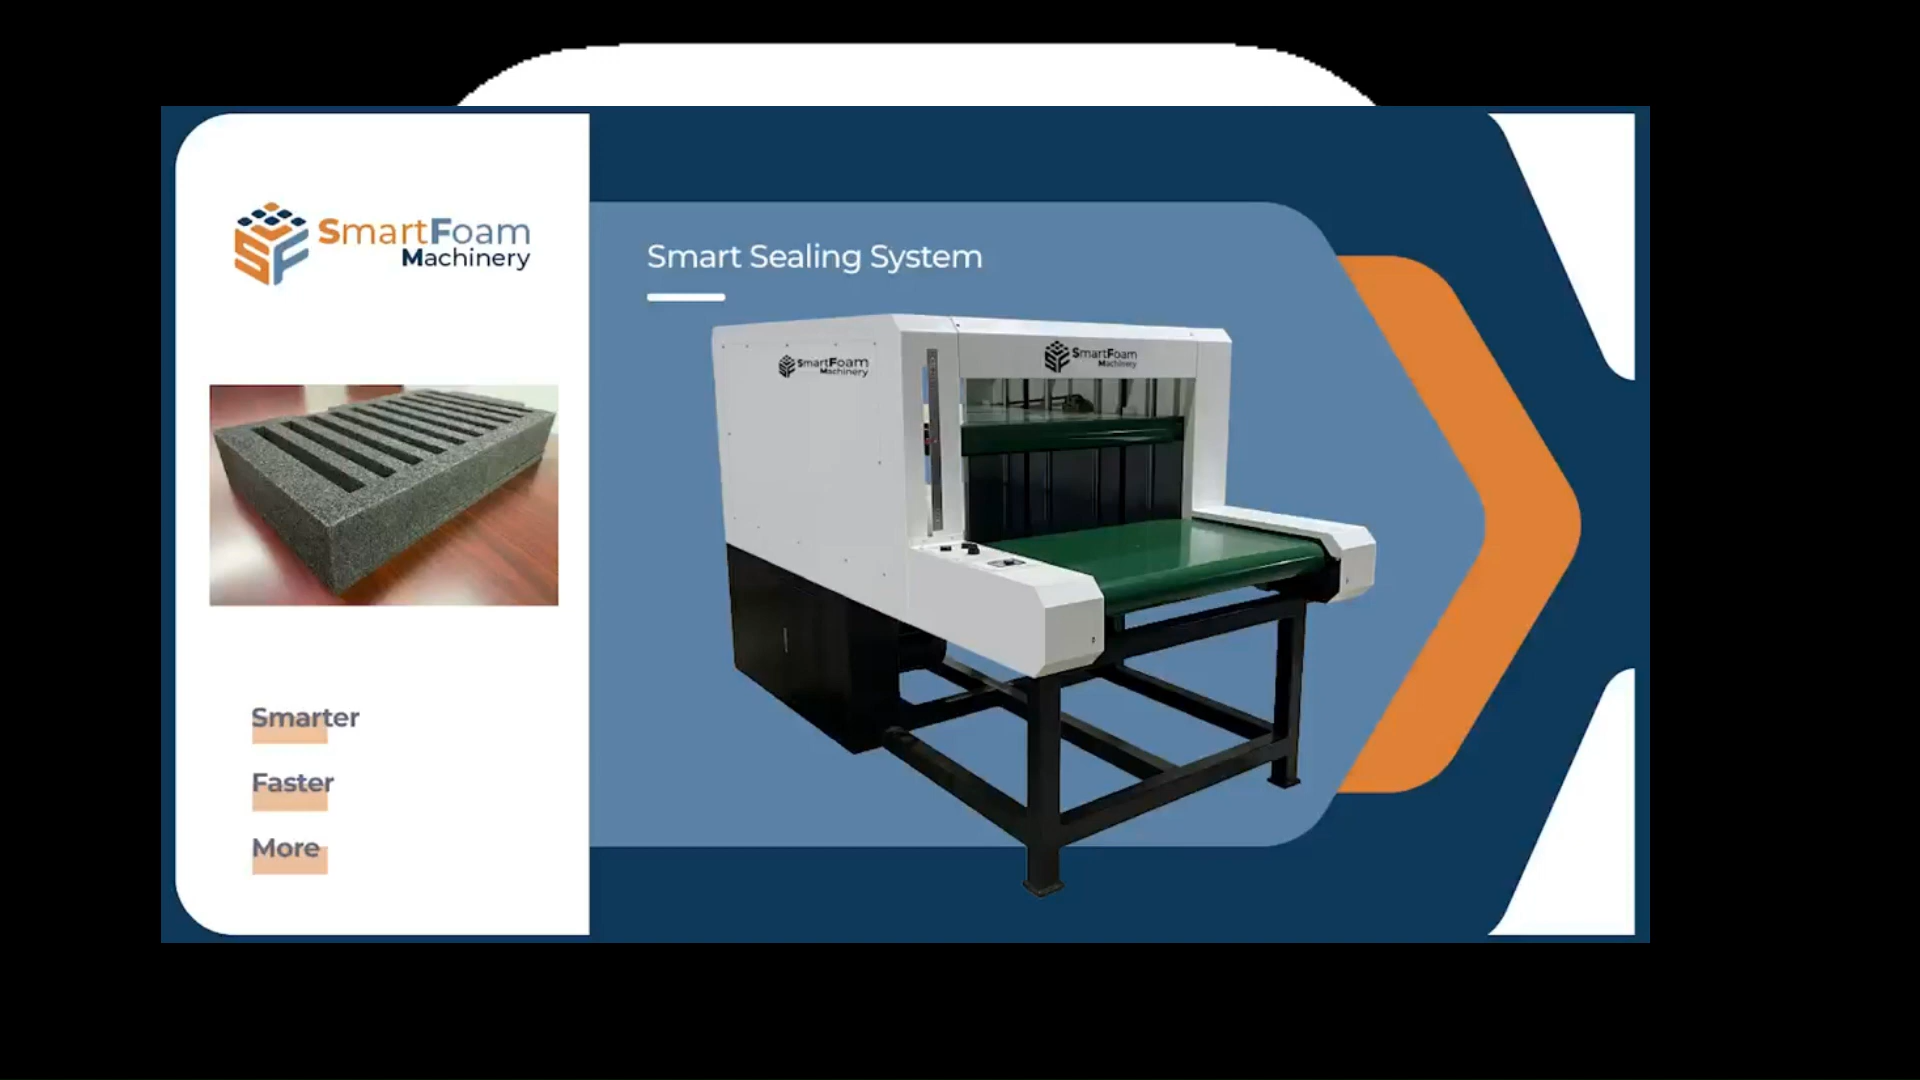 SmartFoam
Machinery
Smart Sealing System
SmartFoam
Machinery
SmartFoam
Machinery
Smarter
Faster
More